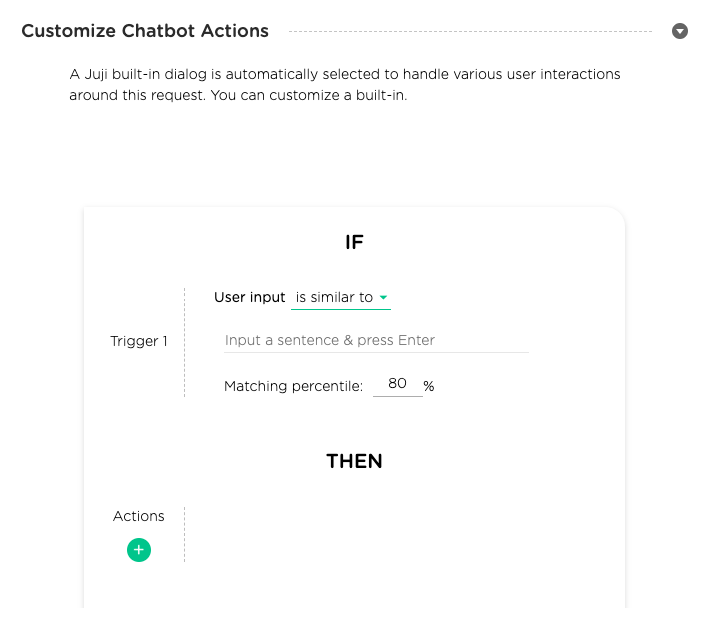 Customize Chatbot Actions
A Juji built-in dialog is automatically selected to handle various user interactions
around this request. You can customize a built-in.
IF
User input is similar to
Trigger 1
Input a sentence & press Enter
Matching percentile: 80 %
THEN
Actions
+